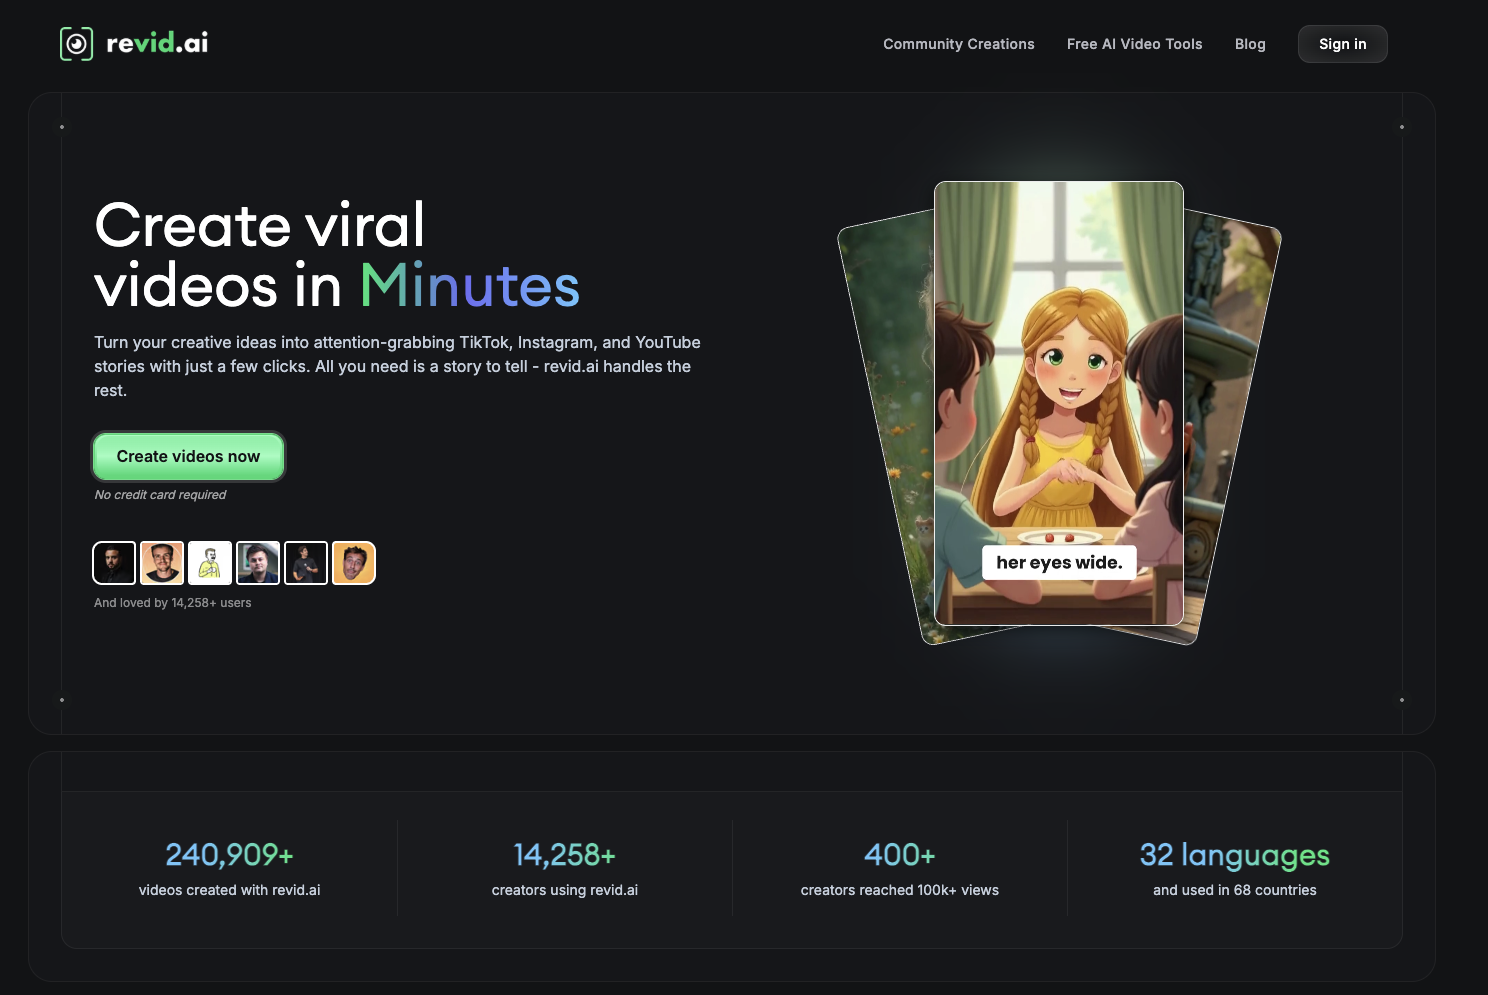 revid.ai
Community Creations
Free AI Video Tools
Blog
Sign in
Create viral
videos in Minutes
Turn your creative ideas into attention-grabbing TikTok, Instagram, and YouTube
stories with just a few clicks. All you need is a story to tell - revid.ai handles the
rest.
Create videos now
No credit card required
And loved by 14,258+ users
her eyes wide.
240,909+
videos created with revid.ai
14,258+
creators using revid.ai
400+
creators reached 100k+ views
32 languages
and used in 68 countries